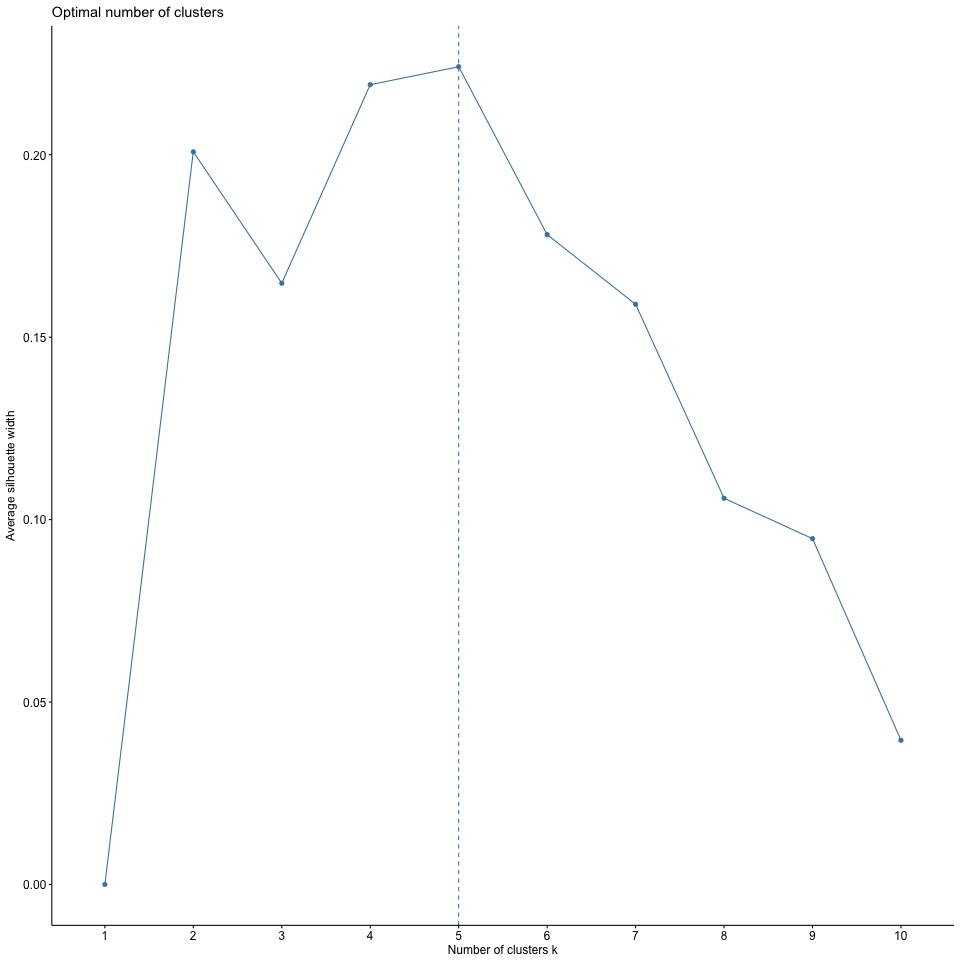 Optimal number of clusters
Average silhouette width
0.20
0.15
0.10
0.05
0.00
1 2 3 4 5 6 7 8 9 10
Number of clusters k